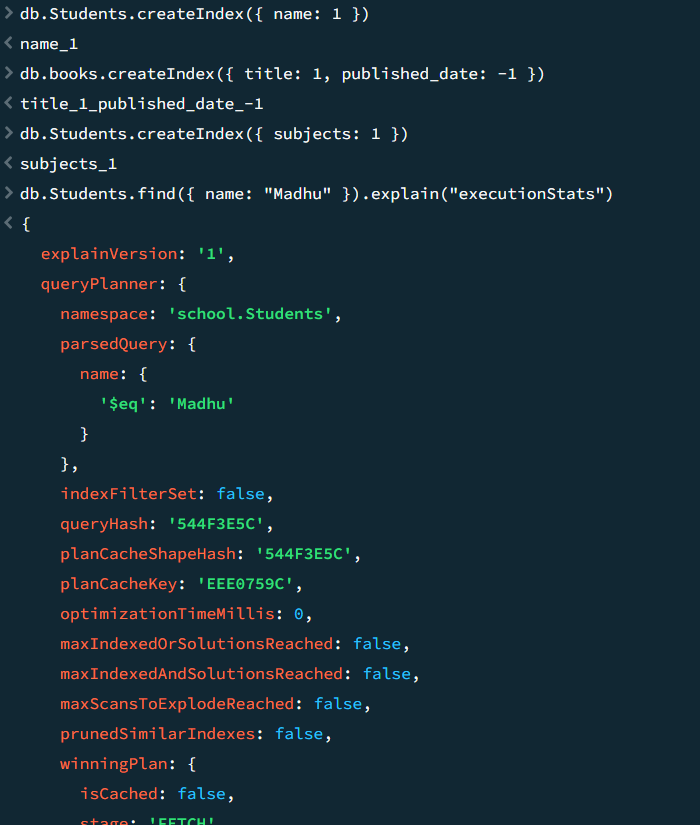 > db.Students.createIndex({ name: 1 })
< name_1
> db.books.createIndex({ title: 1, published_date: -1 })
< title_1_published_date_-1
> db.Students.createIndex({ subjects: 1 })
< subjects_1
> db.Students.find({ name: "Madhu" }).explain("executionStats")
< {
explainVersion: '1',
queryPlanner: {
namespace: 'school.Students',
parsedQuery: {
name: {
'$eq': 'Madhu'
}
},
indexFilterSet: false,
queryHash: '544F3E5C',
planCacheShapeHash: '544F3E5C',
planCacheKey: 'EEE0759C',
optimizationTimeMillis: 0,
maxIndexedOrSolutionsReached: false,
maxIndexedAndSolutionsReached: false,
maxScansToExplodeReached: false,
prunedSimilarIndexes: false,
winningPlan: {
isCached: false,
stage: 'FETCH'